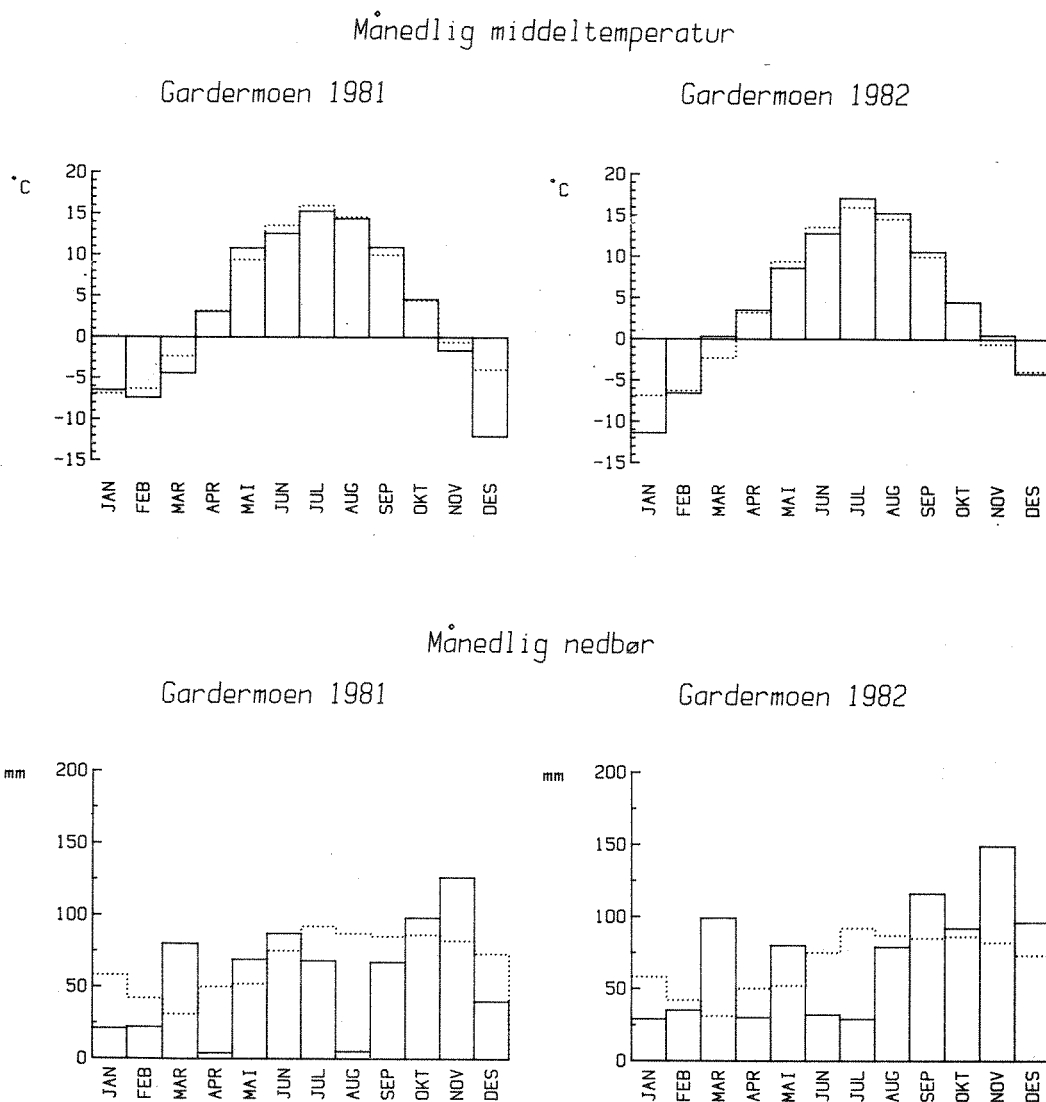 Månedlig middeltemperatur
Gardermoen 1981
Gardermoen 1982
°C
20
15
10
5
0
-5
-10
-15
JAN FEB MAR APR MAI JUN JUL AUG SEP OKT NOV DES
°C
20
15
10
5
0
-5
-10
-15
JAN FEB MAR APR MAI JUN JUL AUG SEP OKT NOV DES
Månedlig nedbør
Gardermoen 1981
Gardermoen 1982
mm
200
150
100
50
0
JAN FEB MAR APR MAI JUN JUL AUG SEP OKT NOV DES
mm
200
150
100
50
0
JAN FEB MAR APR MAI JUN JUL AUG SEP OKT NOV DES